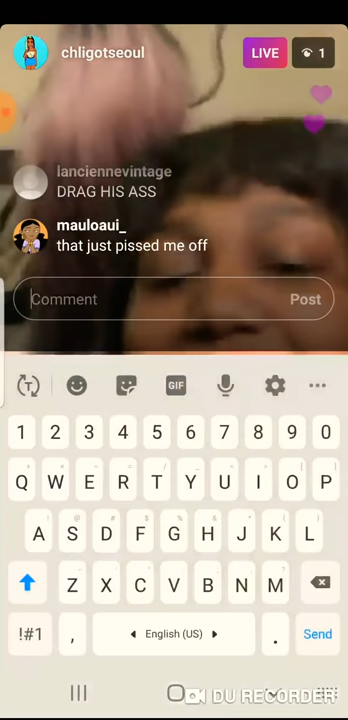 chligotseoul
LIVE
1
lanciennevintage
DRAG HIS ASS
mauloaui_
that just pissed me off
Comment
Post
T
GIF
1 2 3 4 5 6 7 8 9 0
Q W E R T Y U I O P
A S D F G H J K L
Z X C V B N M
!#1 , English (US) . Send
DU RECORDER